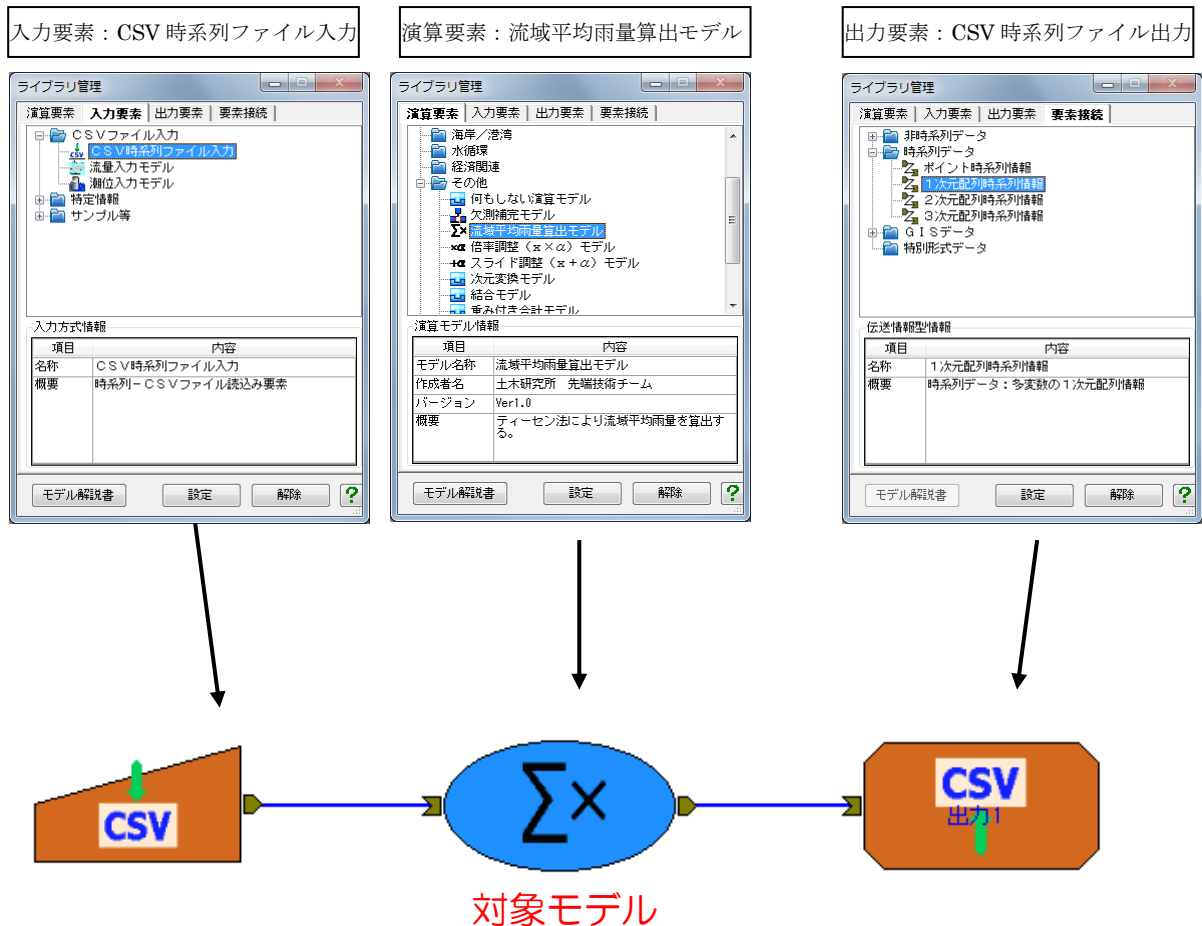 入力要素：CSV 時系列ファイル入力
演算要素：流域平均雨量算出モデル
出力要素：CSV 時系列ファイル出力
ライブラリ管理
演算要素 入力要素 出力要素 要素接続
CSVファイル入力
CSV時系列ファイル入力
流量入力モデル
潮位入力モデル
特定情報
サンプル等
入力方式情報
項目 内容
名称 CSV時系列ファイル入力
概要 時系列－CSVファイル読込み要素
モデル解説書 設定 解除 ?
ライブラリ管理
演算要素 入力要素 出力要素 要素接続
海岸／港湾
水循環
経済関連
その他
何もしない演算モデル
欠測補完モデル
Σx 流域平均雨量算出モデル
xα 倍率調整（x×α）モデル
+α スライド調整（x+α）モデル
次元変換モデル
結合モデル
重み付き合計モデル
演算モデル情報
項目 内容
モデル名称 流域平均雨量算出モデル
作成者名 土木研究所 先端技術チーム
バージョン Ver1.0
概要 ティーセン法により流域平均雨量を算出す
る。
モデル解説書 設定 解除 ?
ライブラリ管理
演算要素 入力要素 出力要素 要素接続
非時系列データ
時系列データ
ポイント時系列情報
1次元配列時系列情報
2次元配列時系列情報
3次元配列時系列情報
GISデータ
特別形式データ
伝送情報型情報
項目 内容
名称 1次元配列時系列情報
概要 時系列データ：多変数の1次元配列情報
モデル解説書 設定 解除 ?
CSV
Σ×
CSV
出力1
対象モデル